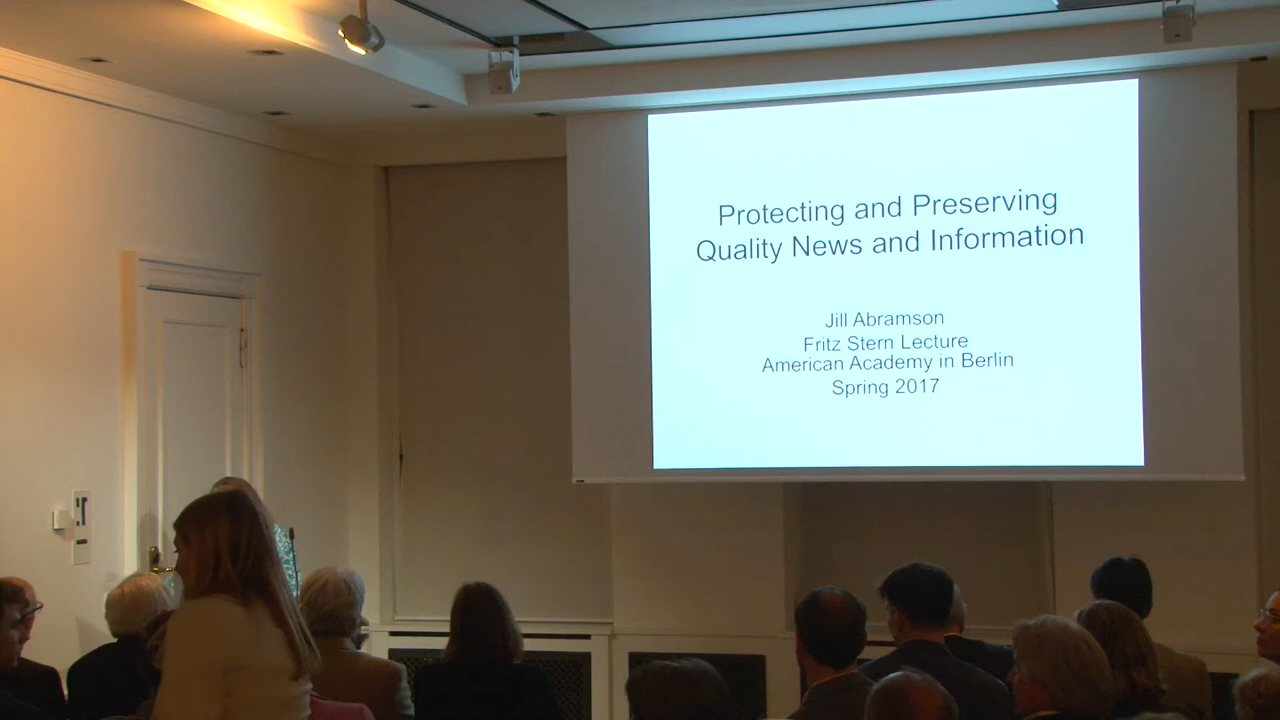 Protecting and Preserving
Quality News and Information
Jill Abramson
Fritz Stern Lecture
American Academy in Berlin
Spring 2017